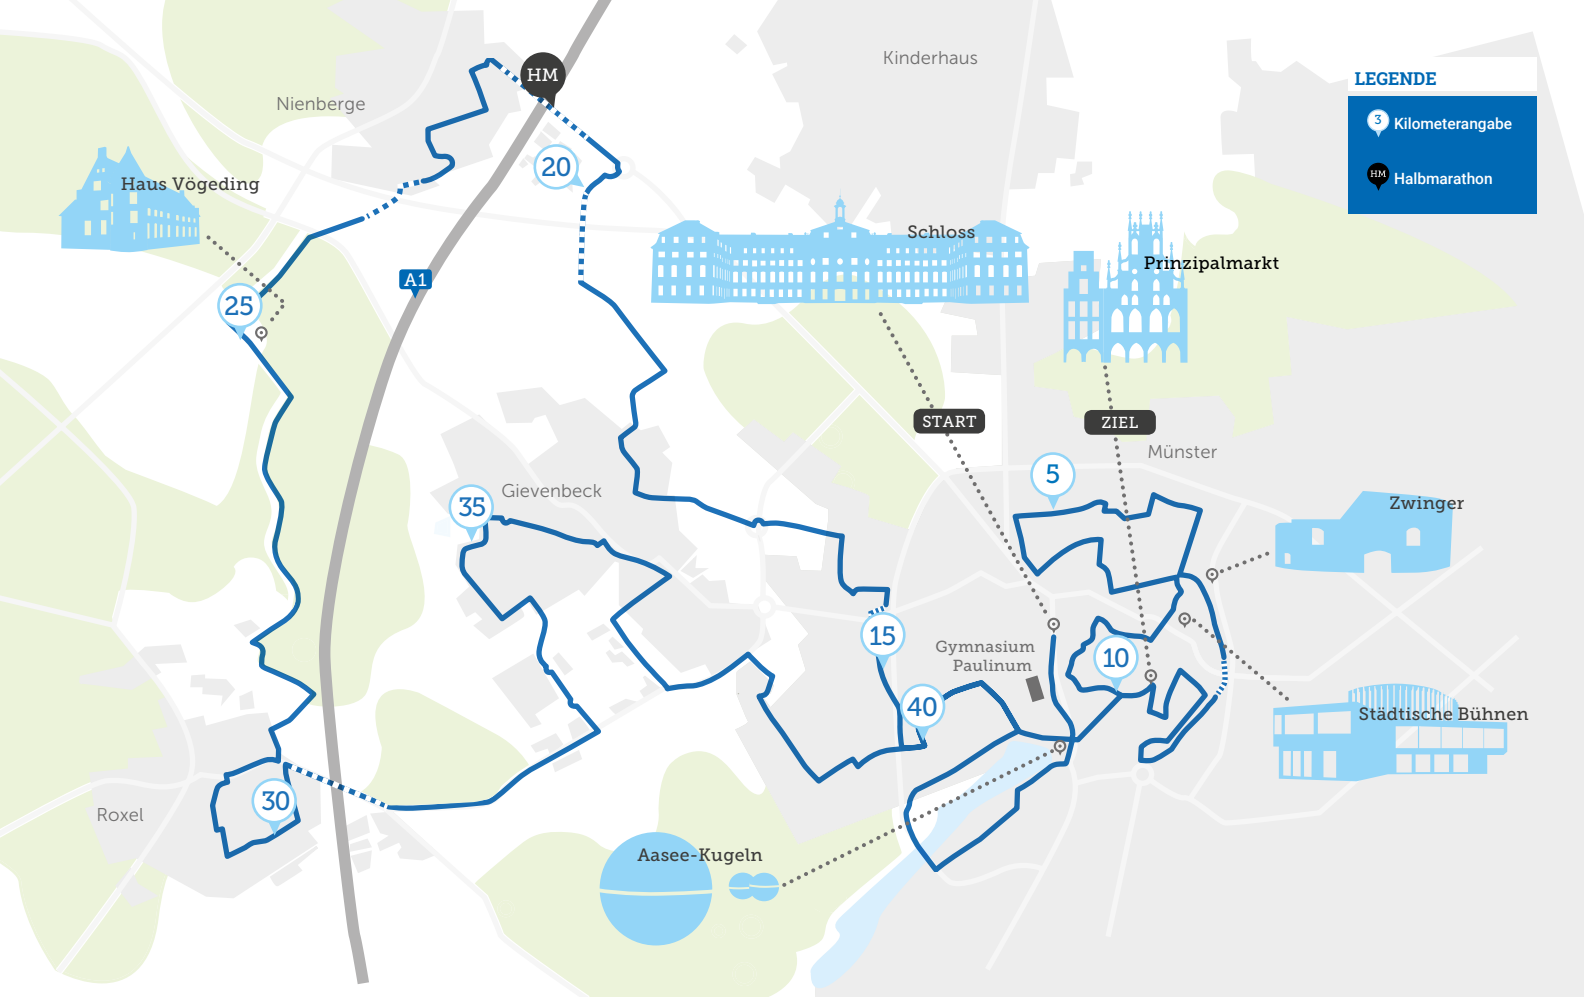 Kinderhaus
LEGENDE
HM
Nienberge
3 Kilometerangabe
20
HM Halbmarathon
Haus Vögeding
Schloss
Prinzipalmarkt
A1
25
START
ZIEL
Münster
5
Gievenbeck
35
Zwinger
15
Gymnasium
Paulinum
10
40
Städtische Bühnen
30
Roxel
Aasee-Kugeln